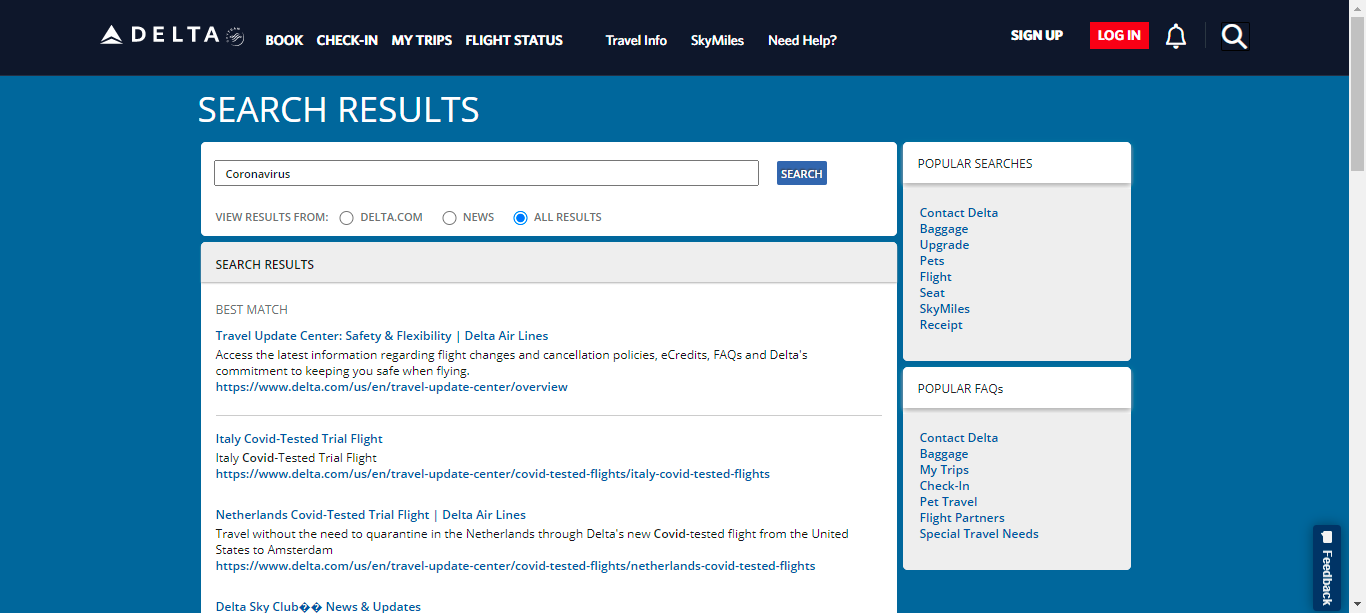 DELTA BOOK CHECK-IN MY TRIPS FLIGHT STATUS Travel Info SkyMiles Need Help? SIGN UP LOG IN
SEARCH RESULTS
Coronavirus SEARCH
VIEW RESULTS FROM: DELTA.COM NEWS ALL RESULTS
SEARCH RESULTS
BEST MATCH
Travel Update Center: Safety & Flexibility | Delta Air Lines
Access the latest information regarding flight changes and cancellation policies, eCredits, FAQs and Delta's
commitment to keeping you safe when flying.
https://www.delta.com/us/en/travel-update-center/overview
Italy Covid-Tested Trial Flight
Italy Covid-Tested Trial Flight
https://www.delta.com/us/en/travel-update-center/covid-tested-flights/italy-covid-tested-flights
Netherlands Covid-Tested Trial Flight | Delta Air Lines
Travel without the need to quarantine in the Netherlands through Delta's new Covid-tested flight from the United
States to Amsterdam
https://www.delta.com/us/en/travel-update-center/covid-tested-flights/netherlands-covid-tested-flights
Delta Sky Club�� News & Updates
POPULAR SEARCHES
Contact Delta
Baggage
Upgrade
Pets
Flight
Seat
SkyMiles
Receipt
POPULAR FAQs
Contact Delta
Baggage
My Trips
Check-In
Pet Travel
Flight Partners
Special Travel Needs
Feedback